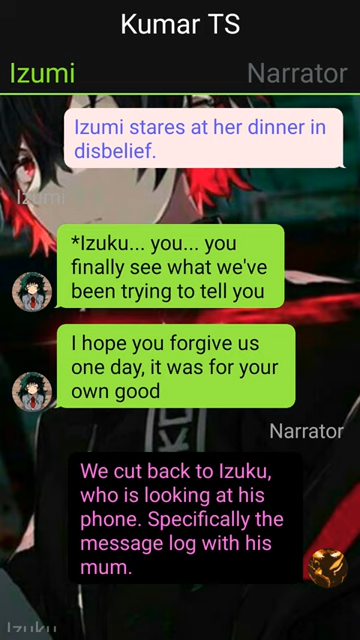 Kumar TS
Izumi
Narrator
Izumi stares at her dinner in
disbelief.
Izumi
*Izuku... you... you
finally see what we've
been trying to tell you
I hope you forgive us
one day, it was for your
own good
Narrator
We cut back to Izuku,
who is looking at his
phone. Specifically the
message log with his
mum.